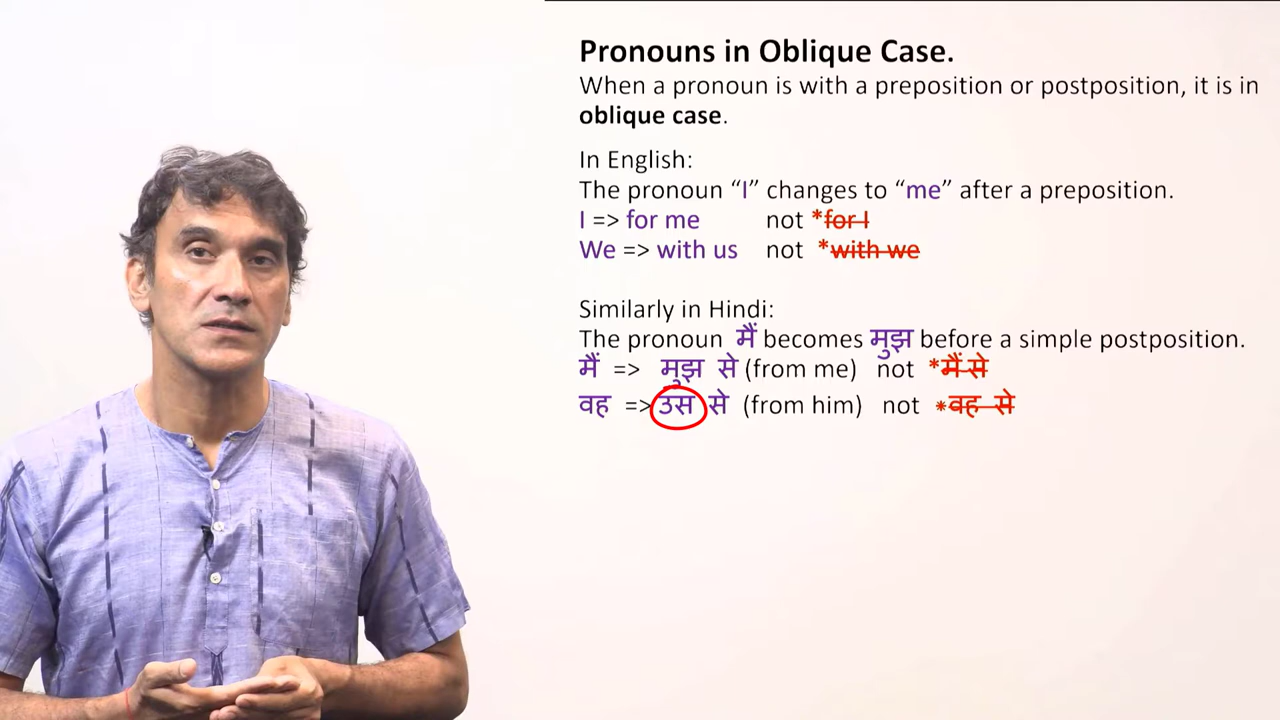 Pronouns in Oblique Case.
When a pronoun is with a preposition or postposition, it is in
oblique case.
In English:
The pronoun “I” changes to “me” after a preposition.
I => for me not *for I
We => with us not *with we
Similarly in Hindi:
The pronoun मैं becomes मुझ before a simple postposition.
मैं => मुझ से (from me) not *मैं से
वह => उस से (from him) not *वह से